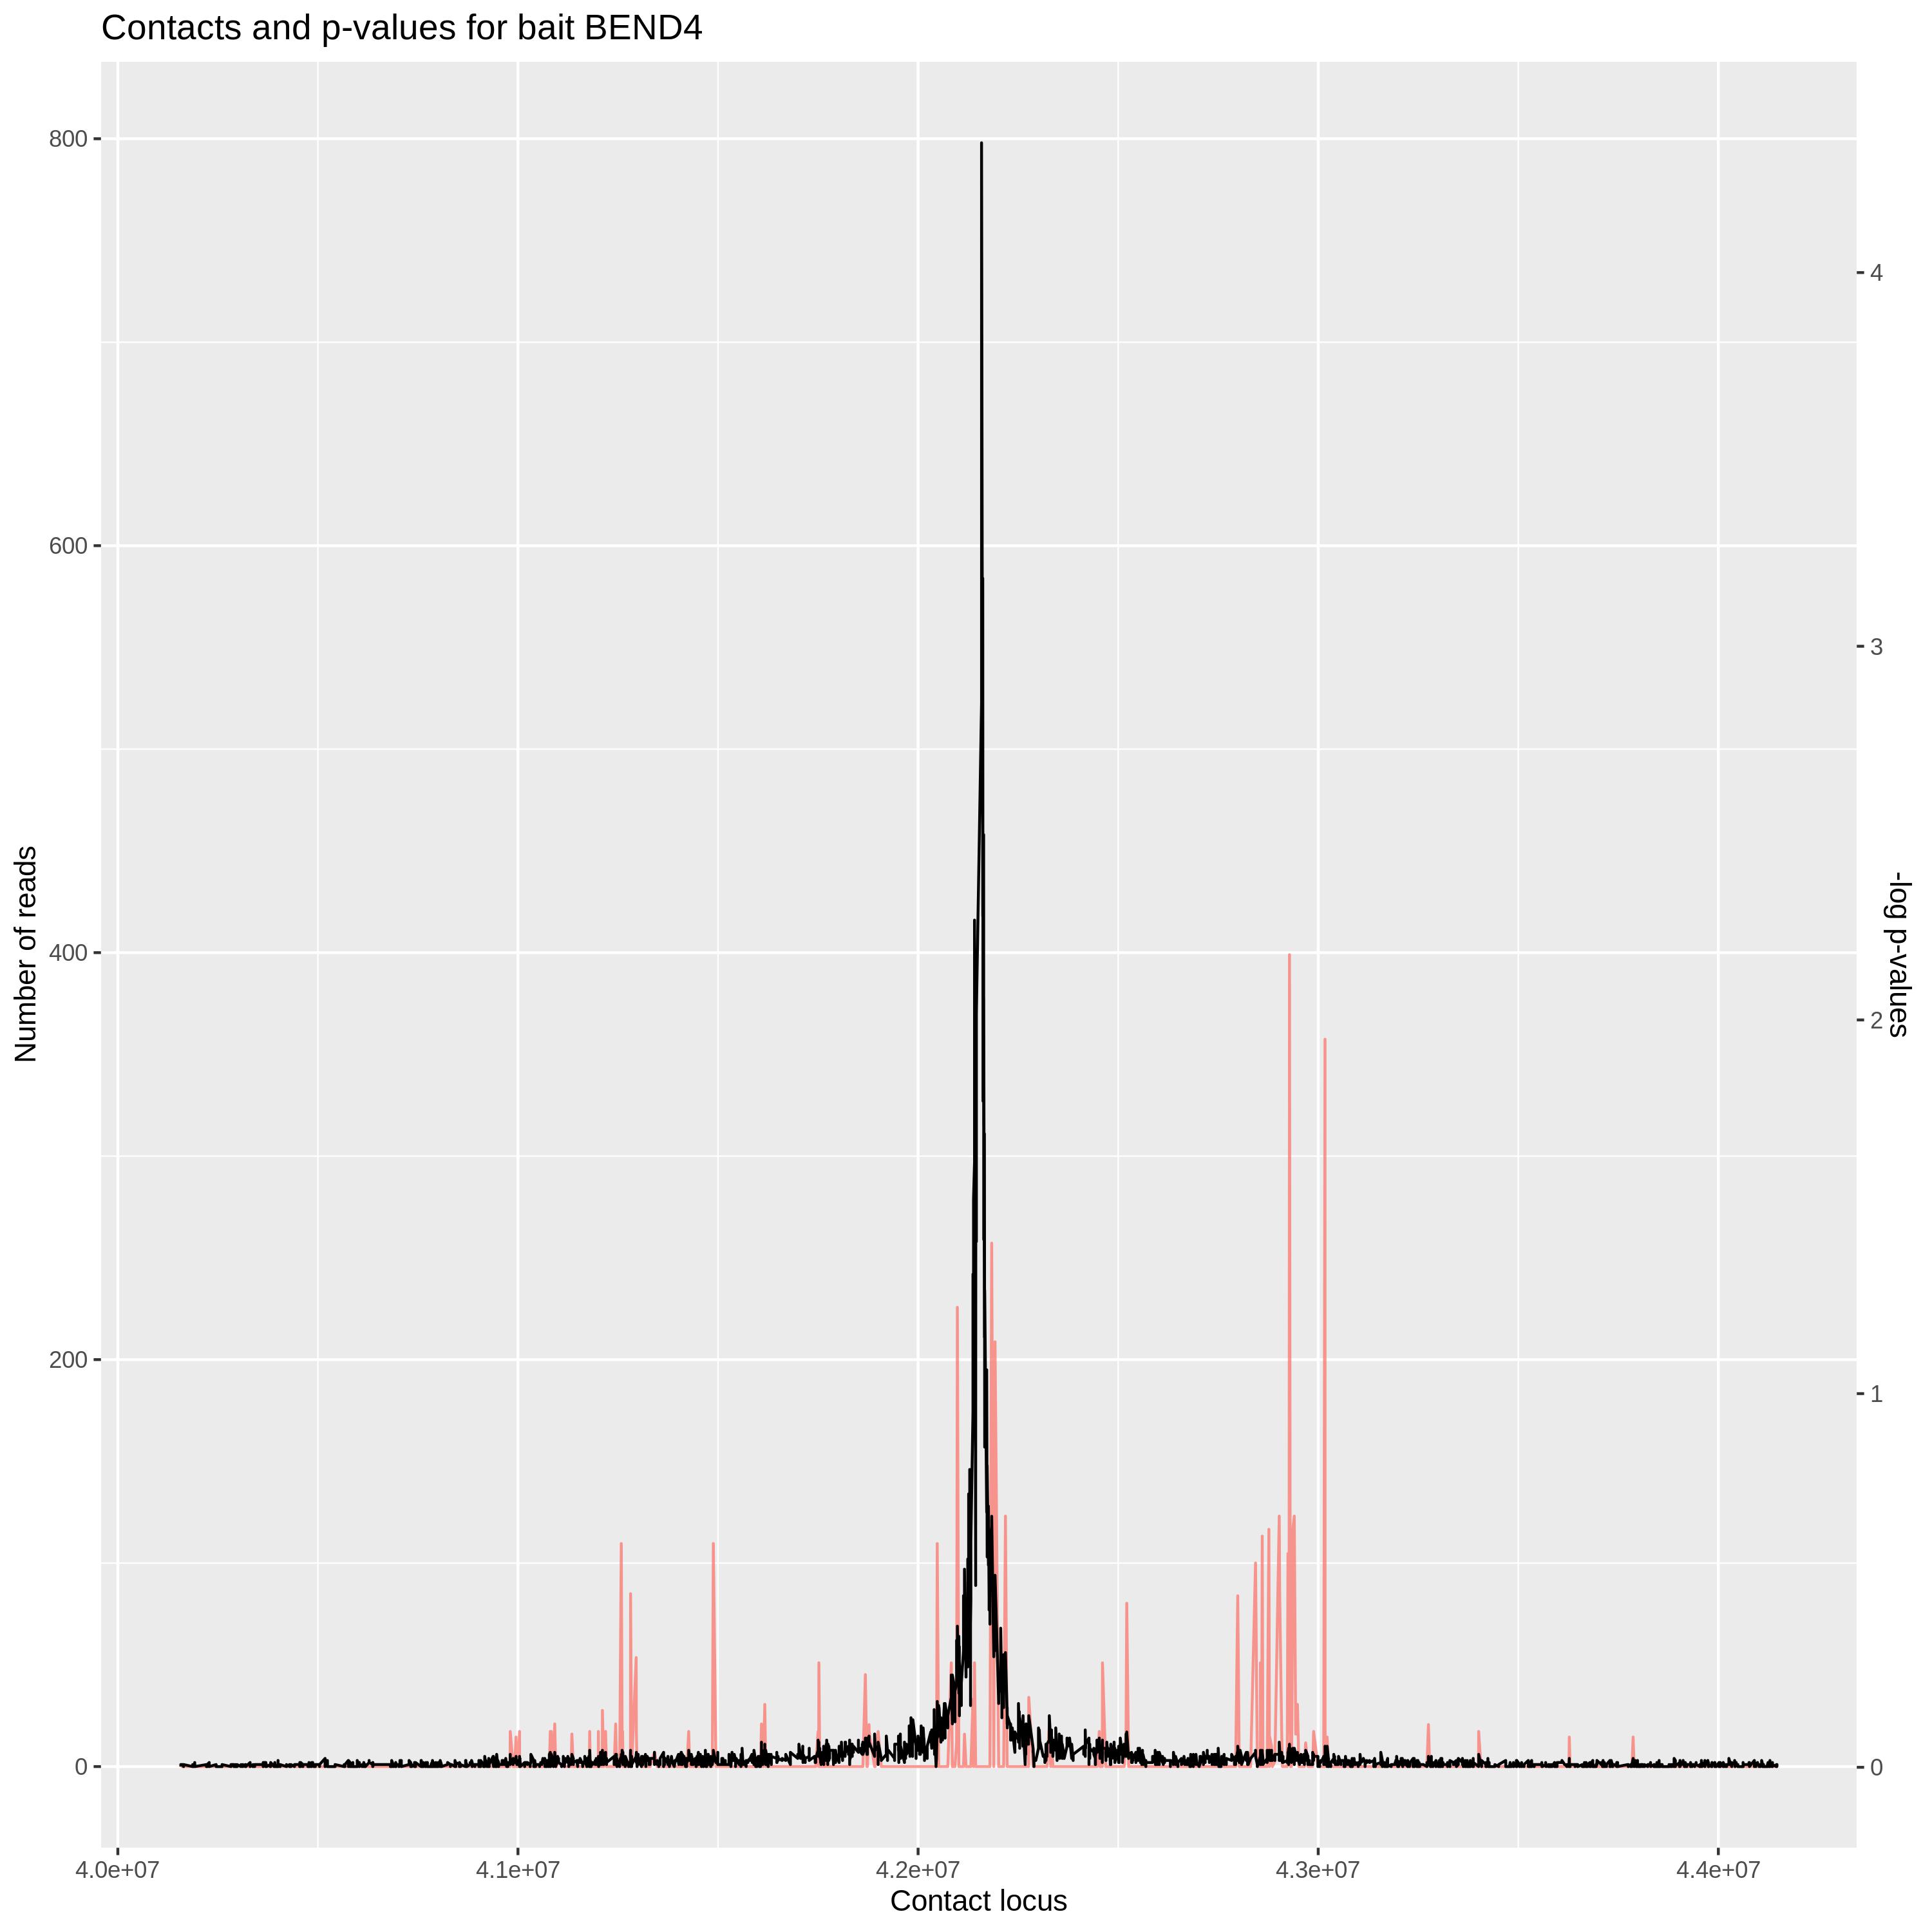 Contacts and p-values for bait BEND4
800
600
400
200
0
Number of reads
4
3
2
1
0
-log p-values
4.0e+07 4.1e+07 4.2e+07 4.3e+07 4.4e+07
Contact locus